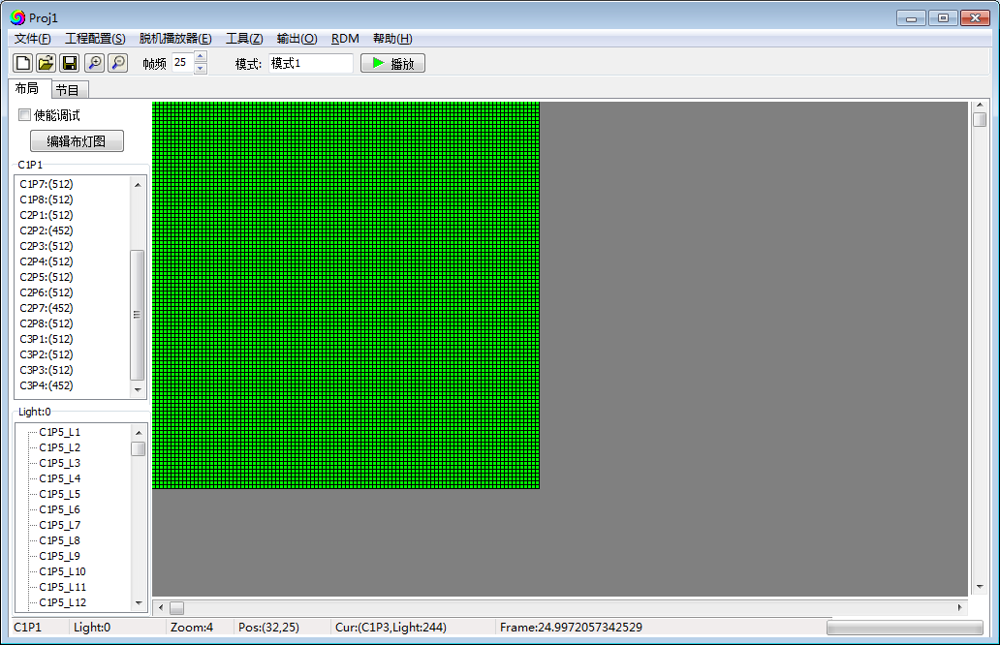 Proj1
文件(F) 工程配置(S) 脱机播放器(E) 工具(Z) 输出(O) RDM 帮助(H)
帧频 25 模式: 模式1 播放
布局 节目
使能调试
编辑布灯图
C1P1
C1P7:(512)
C1P8:(512)
C2P1:(512)
C2P2:(452)
C2P3:(512)
C2P4:(512)
C2P5:(512)
C2P6:(512)
C2P7:(452)
C2P8:(512)
C3P1:(512)
C3P2:(512)
C3P3:(512)
C3P4:(452)
Light:0
C1P5_L1
C1P5_L2
C1P5_L3
C1P5_L4
C1P5_L5
C1P5_L6
C1P5_L7
C1P5_L8
C1P5_L9
C1P5_L10
C1P5_L11
C1P5_L12
C1P1 Light:0 Zoom:4 Pos:(32,25) Cur:(C1P3,Light:244) Frame:24.9972057342529